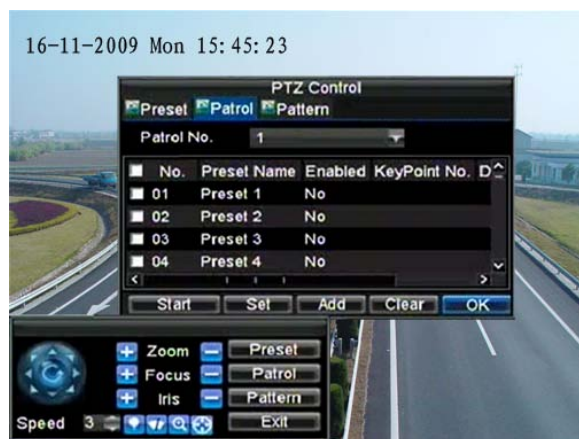 16-11-2009 Mon 15:45:23
PTZ Control
Preset Patrol Pattern
Patrol No. 1
No. Preset Name Enabled KeyPoint No. D
01 Preset 1 No
02 Preset 2 No
03 Preset 3 No
04 Preset 4 No
Start Set Add Clear OK
Zoom Preset
Focus Patrol
Iris Pattern
Speed 3 Exit